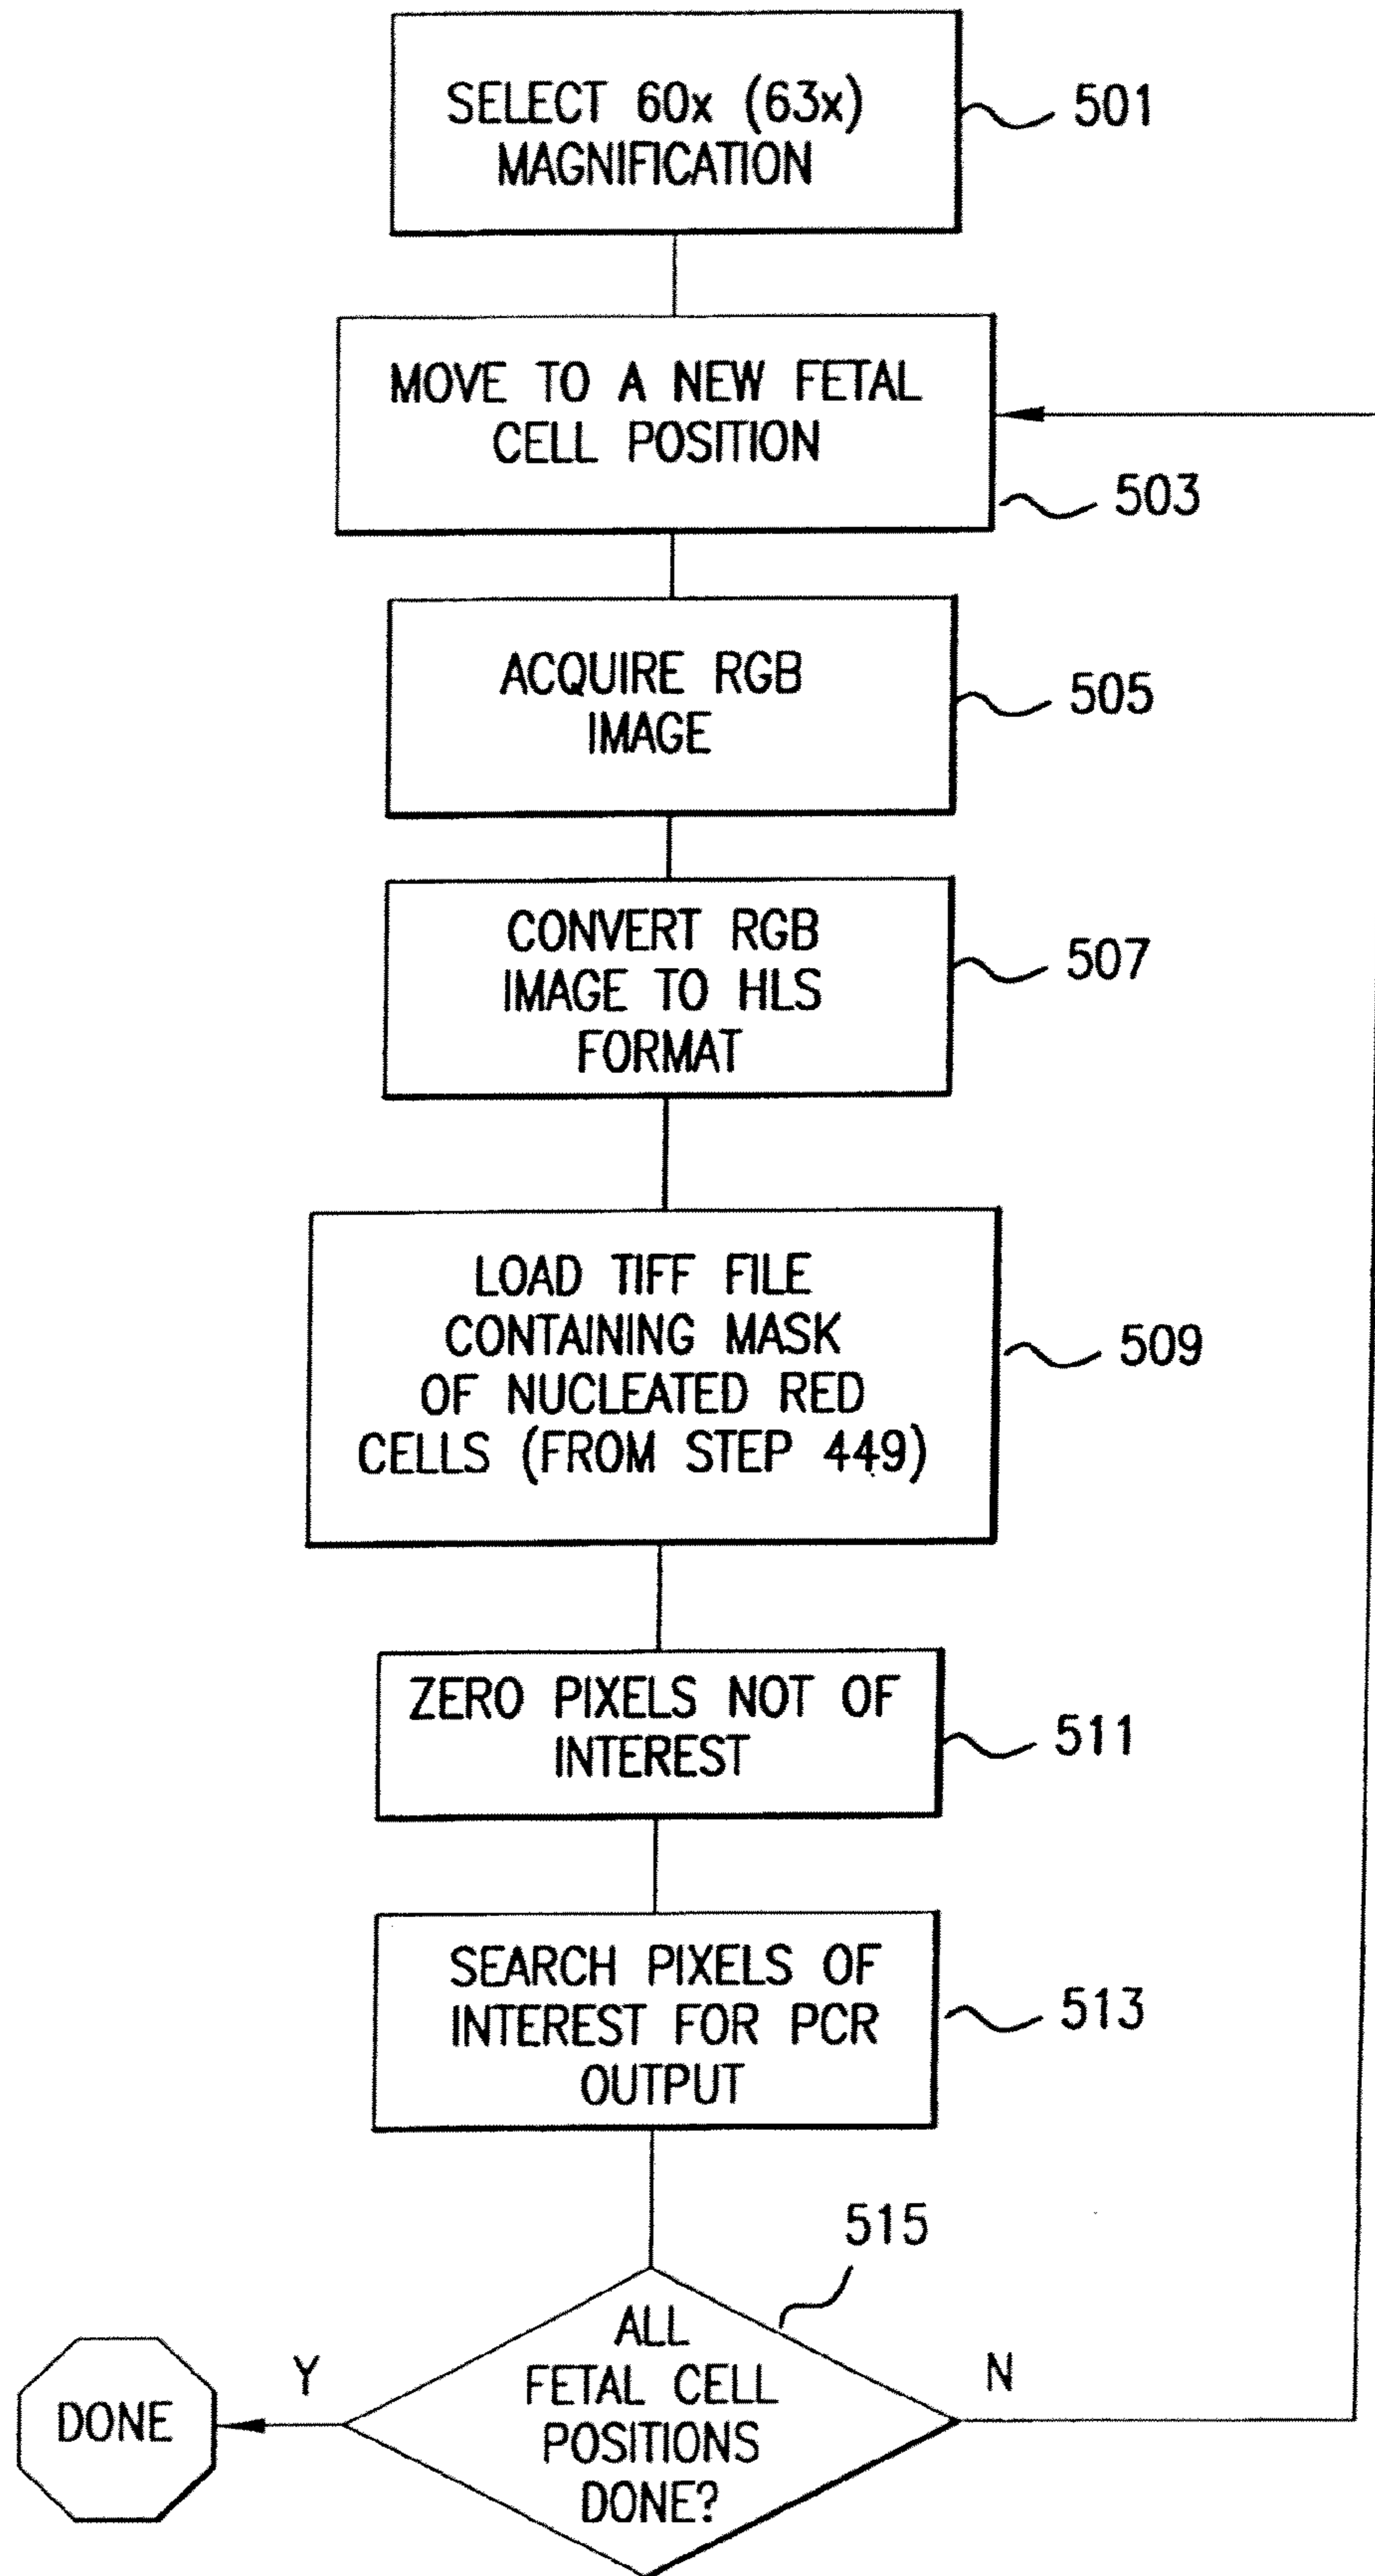 SELECT 60x (63x)
MAGNIFICATION
501
MOVE TO A NEW FETAL
CELL POSITION
503
ACQUIRE RGB
IMAGE
505
CONVERT RGB
IMAGE TO HLS
FORMAT
507
LOAD TIFF FILE
CONTAINING MASK
OF NUCLEATED RED
CELLS (FROM STEP 449)
509
ZERO PIXELS NOT OF
INTEREST
511
SEARCH PIXELS OF
INTEREST FOR PCR
OUTPUT
513
515
ALL
FETAL CELL
POSITIONS
DONE?
Y
N
DONE